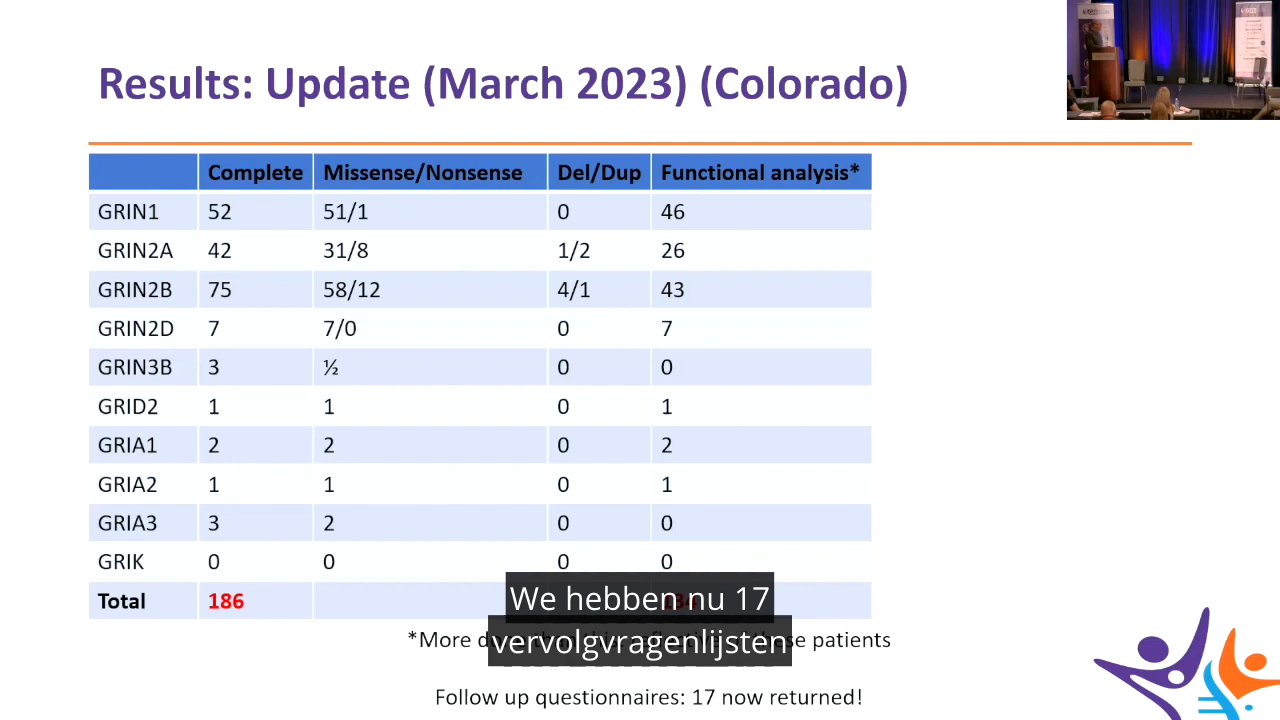 Results: Update (March 2023) (Colorado)
Complete Missense/Nonsense Del/Dup Functional analysis*
GRIN1 52 51/1 0 46
GRIN2A 42 31/8 1/2 26
GRIN2B 75 58/12 4/1 43
GRIN2D 7 7/0 0 7
GRIN3B 3 ½ 0 0
GRID2 1 1 0 1
GRIA1 2 2 0 2
GRIA2 1 1 0 1
GRIA3 3 2 0 0
GRIK 0 0 0 0
Total 186
We hebben nu 17
vervolgvragenlijsten
*More patients
Follow up questionnaires: 17 now returned!